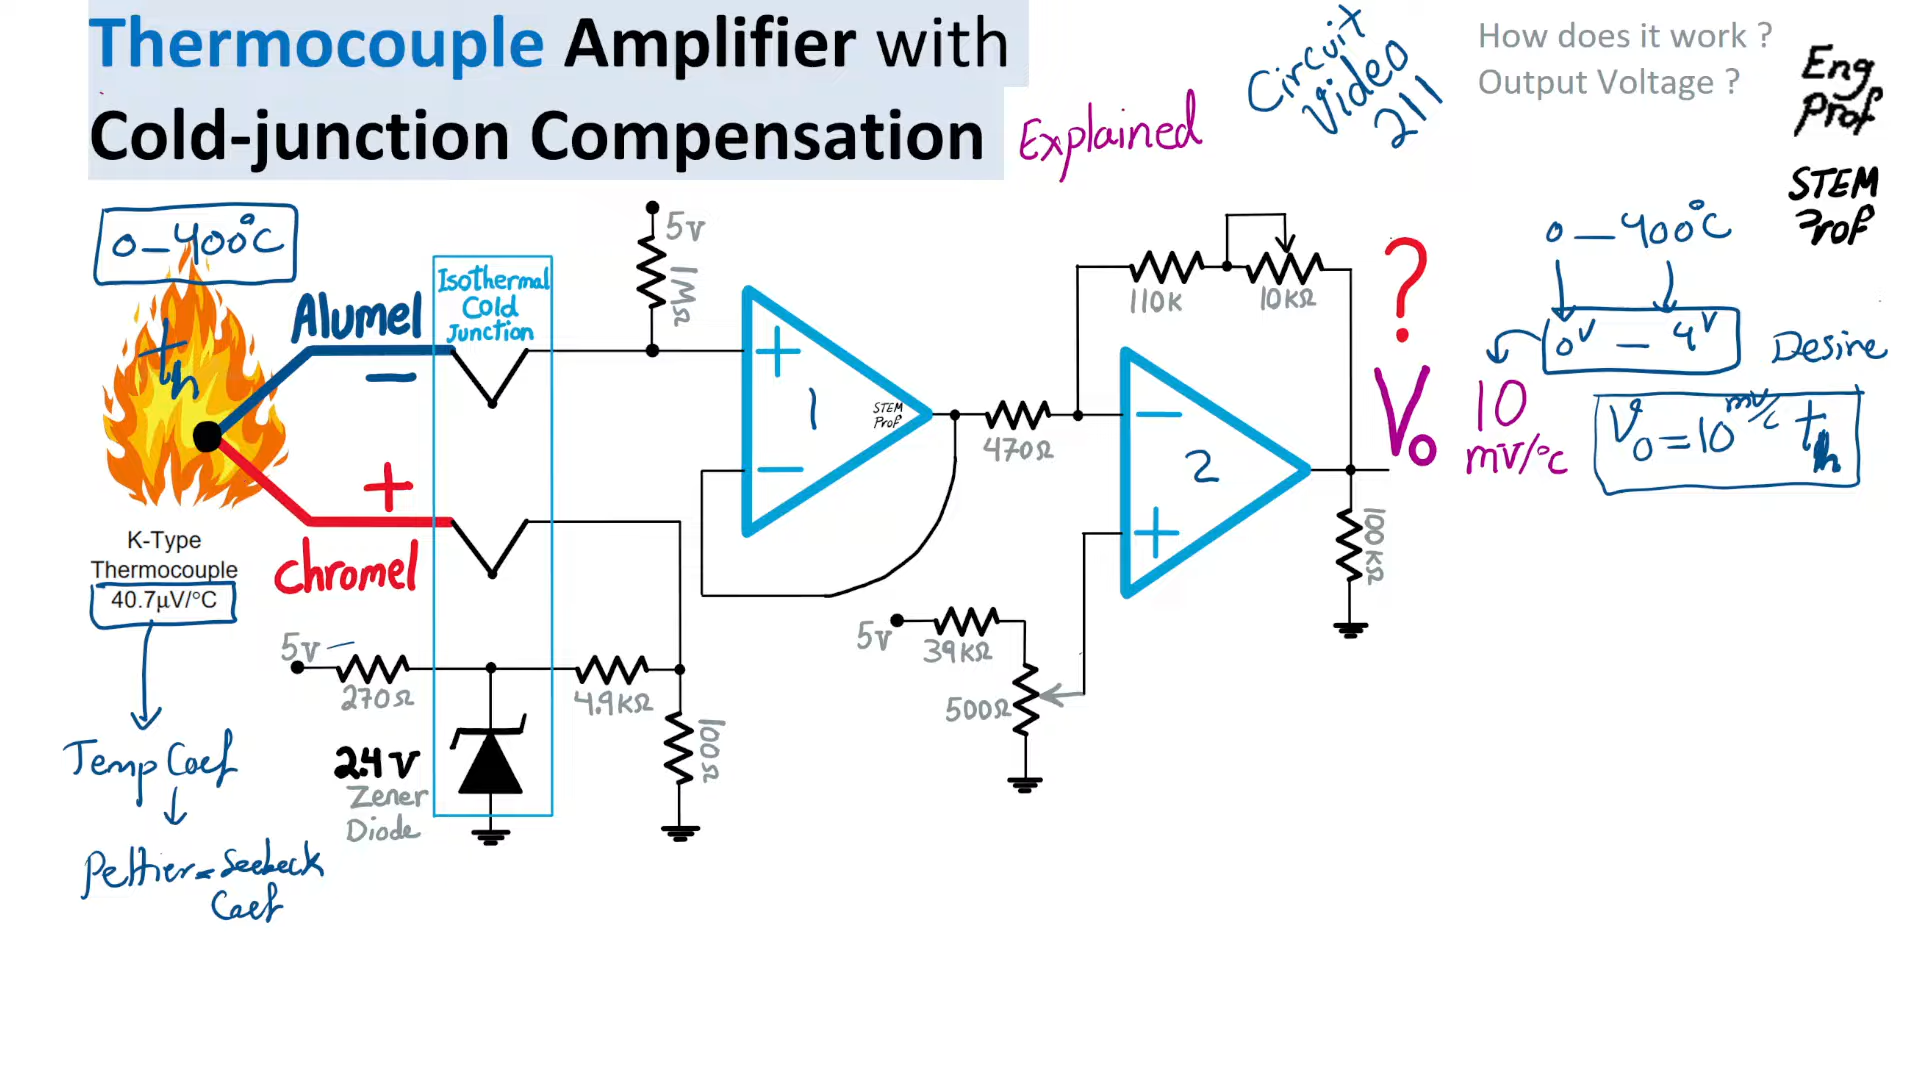 Thermocouple Amplifier with
Cold-junction Compensation
Explained
Circuit
Video
211
How does it work ?
Output Voltage ?
Eng
Prof
STEM
Prof
0-400°C
th
Alumel
−
+
Chromel
K-Type
Thermocouple
40.7µV/°C
Temp Coef
Peltier-Seebeck
Coef
Isothermal
Cold
Junction
5v
1MΩ
+
1
−
STEM
Prof
5v
270Ω
2.4V
Zener
Diode
4.9KΩ
100Ω
470Ω
110K
10KΩ
−
2
+
5v
39KΩ
500Ω
100KΩ
?
Vo
10
mV/°C
0 — 400°C
0V — 4V
Desire
Vo = 10 mV/°C th